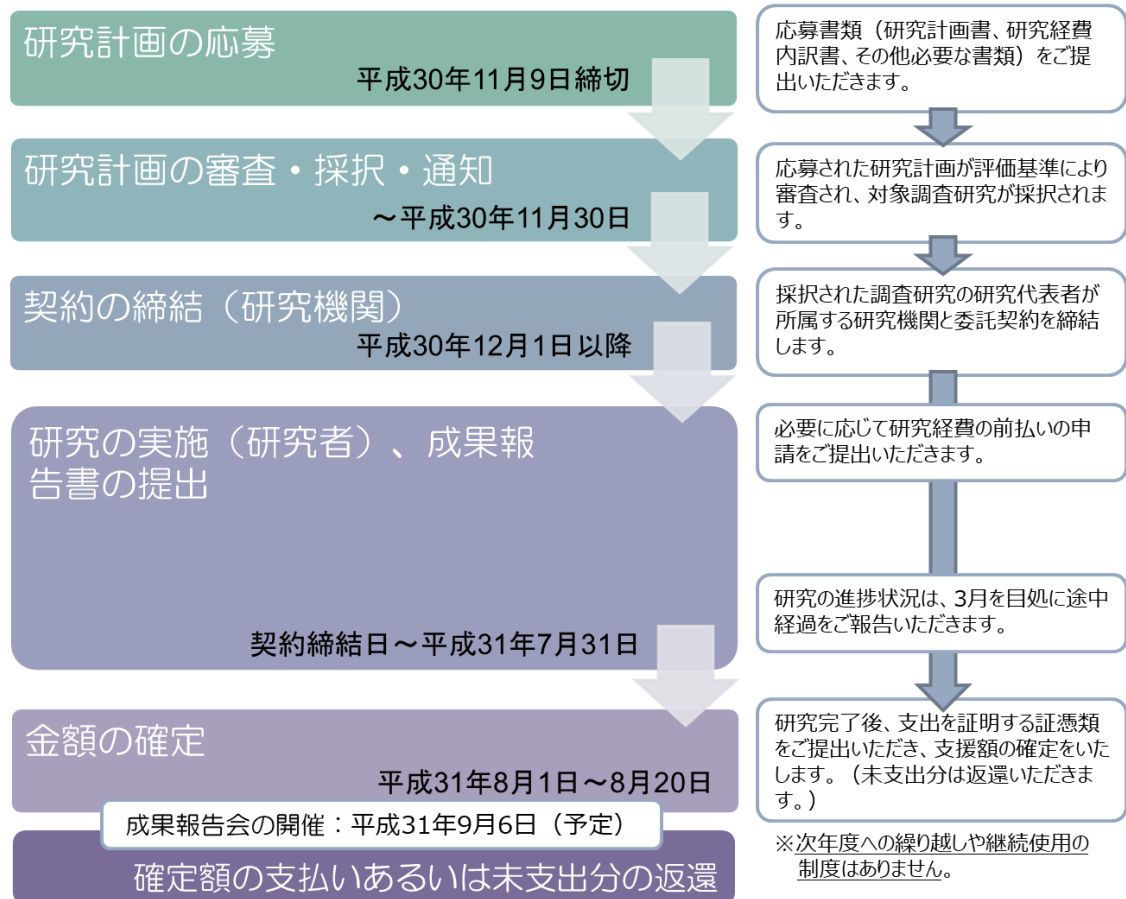 研究計画の応募
平成30年11月9日締切
応募書類（研究計画書、研究経費
内訳書、その他必要な書類）をご提
出いただきます。
研究計画の審査・採択・通知
～平成30年11月30日
応募された研究計画が評価基準により
審査され、対象調査研究が採択されま
す。
契約の締結（研究機関）
平成30年12月1日以降
採択された調査研究の研究代表者が
所属する研究機関と委託契約を締結
します。
研究の実施（研究者）、成果報
告書の提出
契約締結日～平成31年7月31日
必要に応じて研究経費の前払いの申
請をご提出いただきます。
研究の進捗状況は、3月を目処に途中
経過をご報告いただきます。
金額の確定
平成31年8月1日～8月20日
研究完了後、支出を証明する証憑類
をご提出いただき、支援額の確定をいた
します。（未支出分は返還いただきま
す。）
成果報告会の開催：平成31年9月6日（予定）
確定額の支払いあるいは未支出分の返還
※次年度への繰り越しや継続使用の
制度はありません。